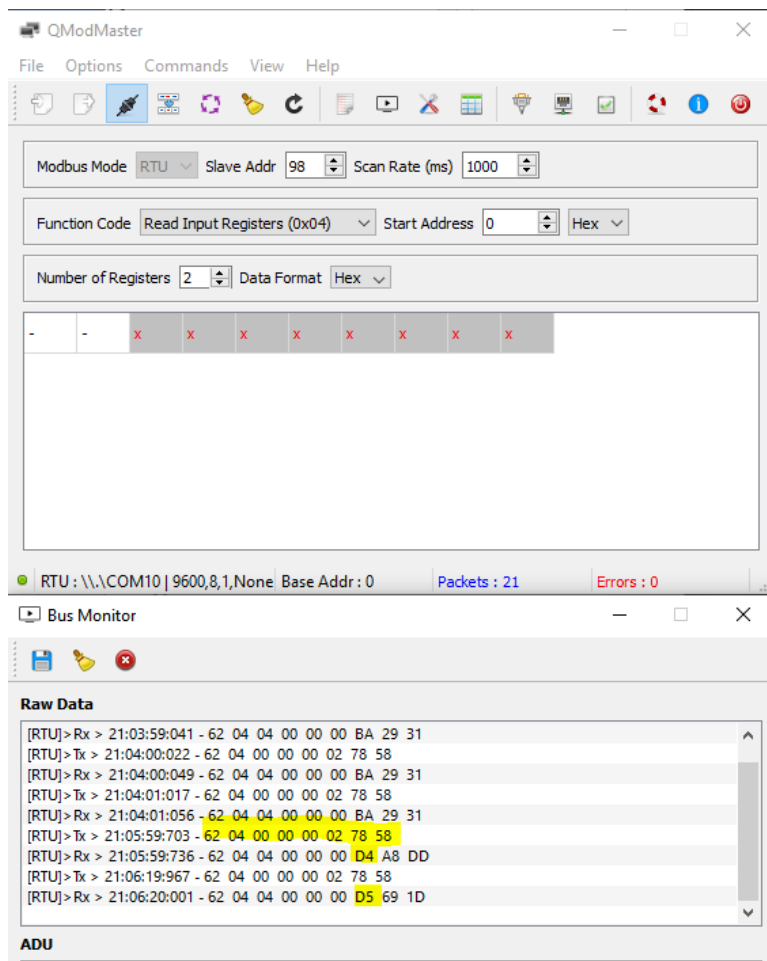 QModMaster
File Options Commands View Help
Modbus Mode RTU Slave Addr 98 Scan Rate (ms) 1000
Function Code Read Input Registers (0x04) Start Address 0 Hex
Number of Registers 2 Data Format Hex
- - x x x x x x x x
RTU : \\.\COM10 | 9600,8,1,None Base Addr : 0 Packets : 21 Errors : 0
Bus Monitor
Raw Data
[RTU]>Rx > 21:03:59:041 - 62 04 04 00 00 00 BA 29 31
[RTU]>Tx > 21:04:00:022 - 62 04 00 00 00 02 78 58
[RTU]>Rx > 21:04:00:049 - 62 04 04 00 00 00 BA 29 31
[RTU]>Tx > 21:04:01:017 - 62 04 00 00 00 02 78 58
[RTU]>Rx > 21:04:01:056 - 62 04 04 00 00 00 BA 29 31
[RTU]>Tx > 21:05:59:703 - 62 04 00 00 00 02 78 58
[RTU]>Rx > 21:05:59:736 - 62 04 04 00 00 00 D4 A8 DD
[RTU]>Tx > 21:06:19:967 - 62 04 00 00 00 02 78 58
[RTU]>Rx > 21:06:20:001 - 62 04 04 00 00 00 D5 69 1D
ADU